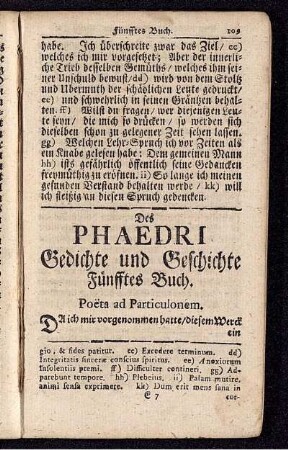 Fünfftes Buch. 109
habe. Ich überschreite zwar das Ziel/ cc)
welches ich mir vorgesetzet; Aber der innerli-
che Trieb desselben Gemüths/ welches ihm sei-
ner Unschuld bewust/ dd) wird von dem Stoltz
und Ubermuth der schädlichen Leute gedruckt/
ee) und schwehrlich in seinen Gräntzen behal-
ten. ff) Wilst du fragen/ wer diejenigen Leu-
te seyn/ die mich so drücken/ so werden sich
dieselben schon zu gelegener Zeit sehen lassen.
gg) Welchen Lehr-Spruch ich vor Zeiten als
ein Knabe gelesen habe: Dem gemeinen Mann
hh) ists gefährlich öffentlich seine Gedancken
freymüthig zu eröfnen. ii) So lange ich meinen
gesunden Verstand behalten werde/ kk) will
ich fleißig an diesen Spruch gedencken.
Des
PHAEDRI
Gedichte und Geschichte
Fünfftes Buch.
Poëta ad Particulonem.
DA ich mir vorgenommen hatte/ diesem Werck
ein
gio, & fides patitur. cc) Excedere terminum. dd)
Integritatis sinceræ conscius spiritus. ee) A noxiorum
insolentiis premi. ff) Difficulter contineri. gg) Ad-
parebunt tempore. hh) Plebeius. ii) Palam mutire,
animi sensa exprimere. kk) Dum erit mens sana in
E 7 cor-